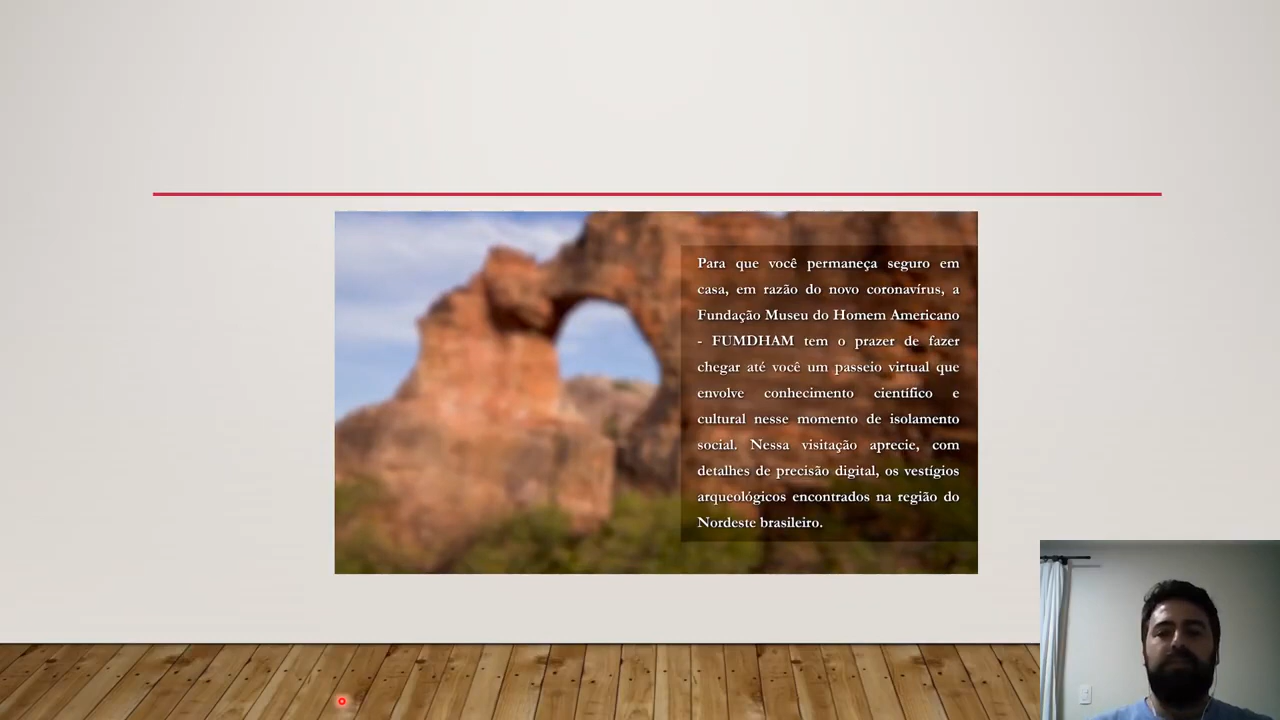 Para que você permaneça seguro em
casa, em razão do novo coronavírus, a
Fundação Museu do Homem Americano
- FUMDHAM tem o prazer de fazer
chegar até você um passeio virtual que
envolve conhecimento científico e
cultural nesse momento de isolamento
social. Nessa visitação aprecie, com
detalhes de precisão digital, os vestígios
arqueológicos encontrados na região do
Nordeste brasileiro.